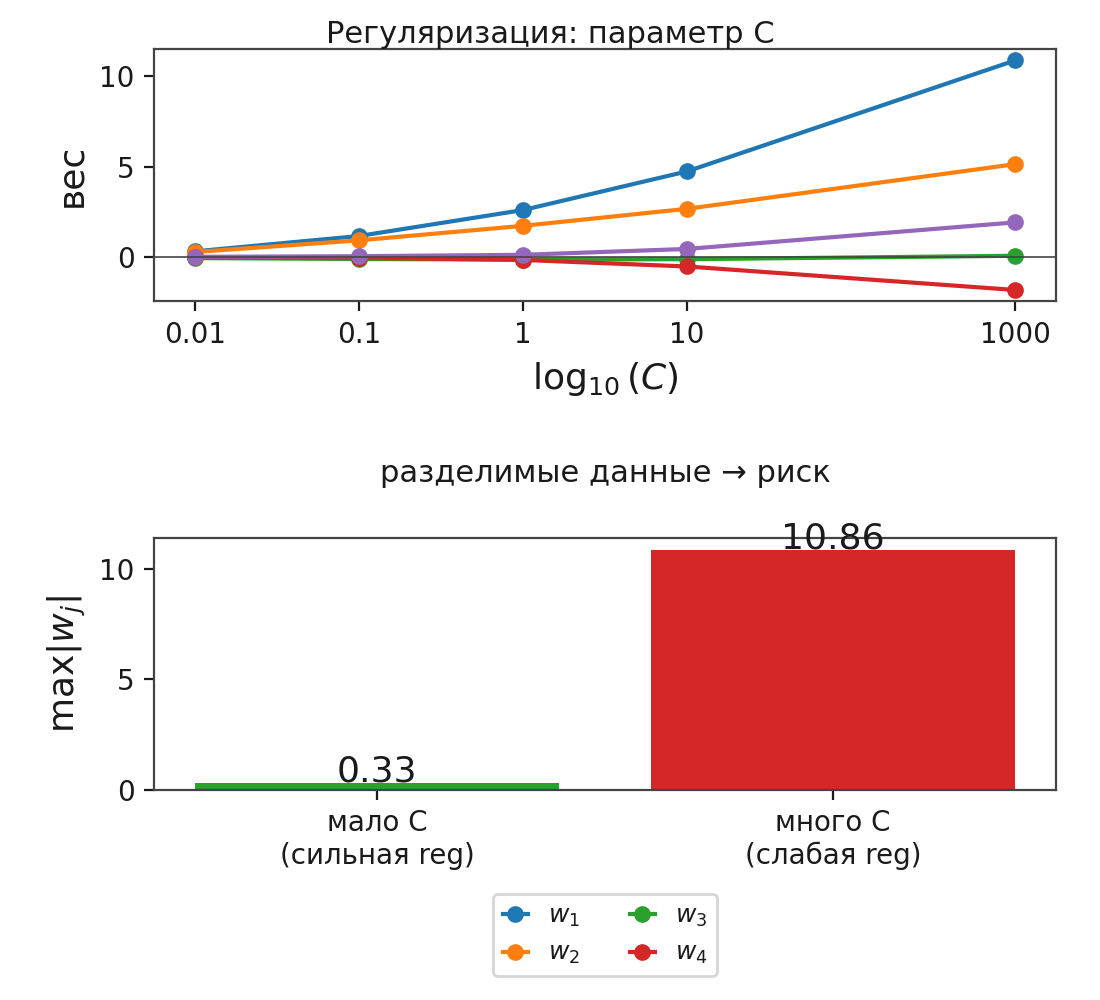 Регуляризация: параметр C
вес
10
5
0
0.01 0.1 1 10 1000
log₁₀(C)
разделимые данные → риск
max|wⱼ|
10
5
0
10.86
0.33
мало C
(сильная reg)
много C
(слабая reg)
w₁ w₃
w₂ w₄